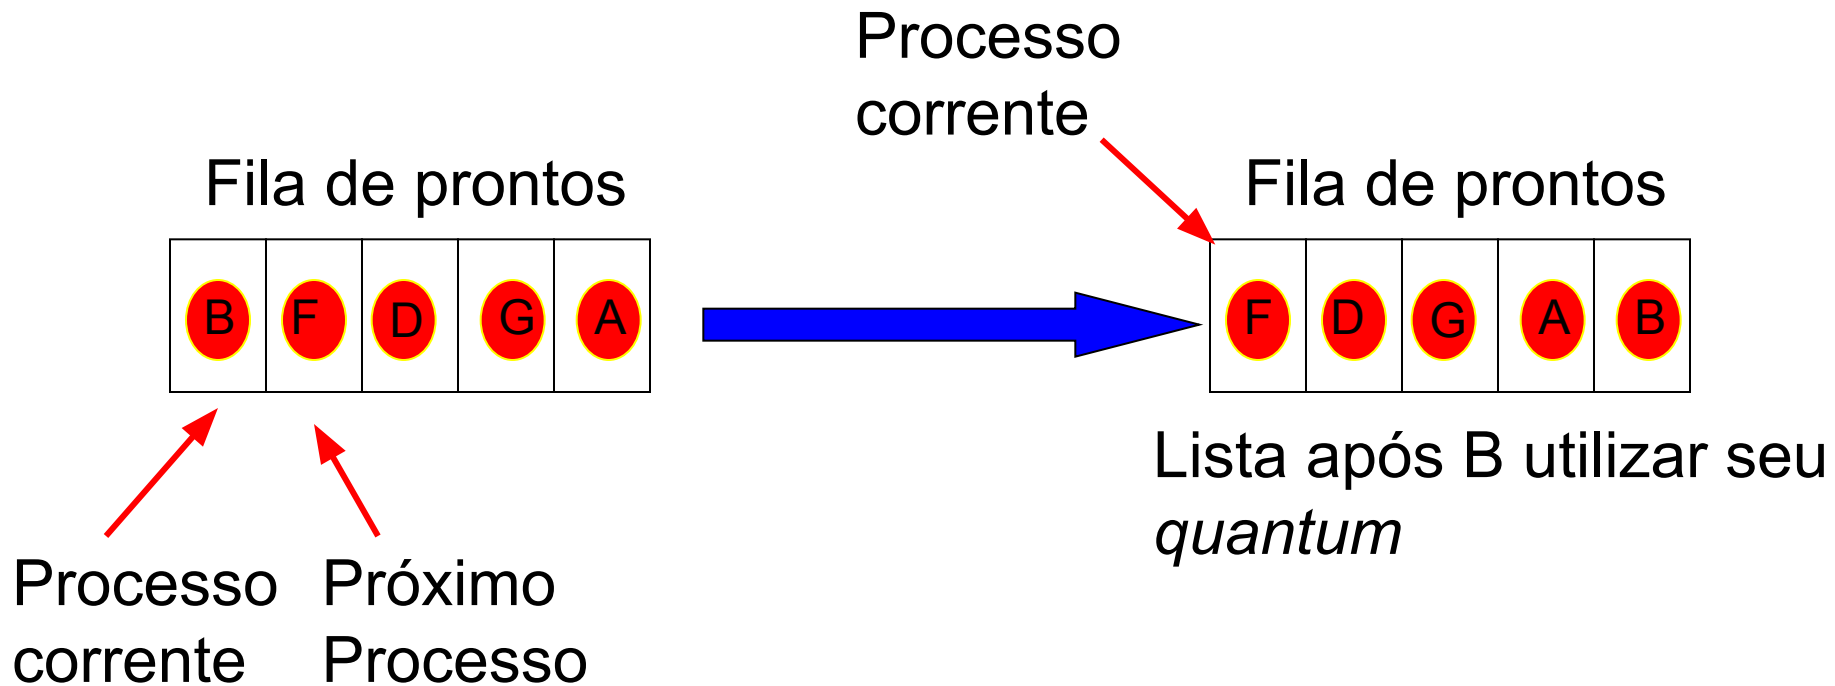 Processo
corrente
Fila de prontos
Fila de prontos
B F D G A
F D G A B
Lista após B utilizar seu
quantum
Processo
corrente
Próximo
Processo